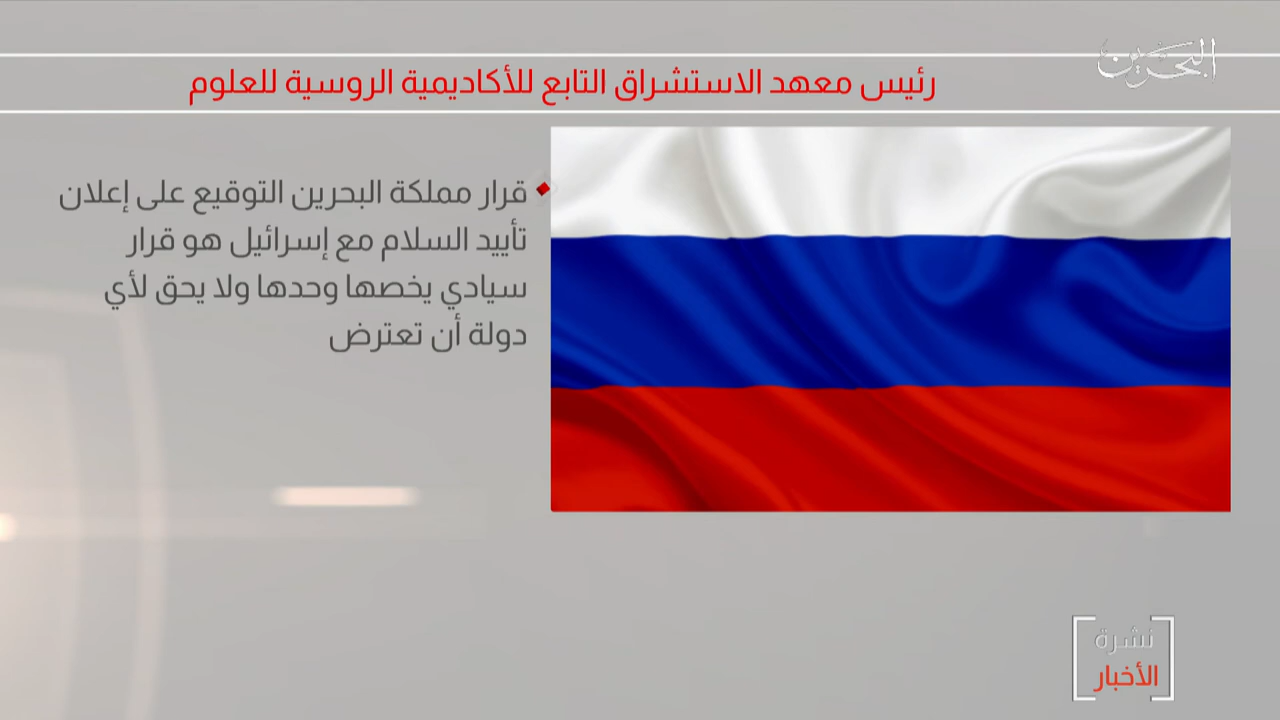 البحرين
رئيس معهد الاستشراق التابع للأكاديمية الروسية للعلوم
قرار مملكة البحرين التوقيع على إعلان
تأييد السلام مع إسرائيل هو قرار
سيادي يخصها وحدها ولا يحق لأي
دولة أن تعترض
نشرة
الأخبار